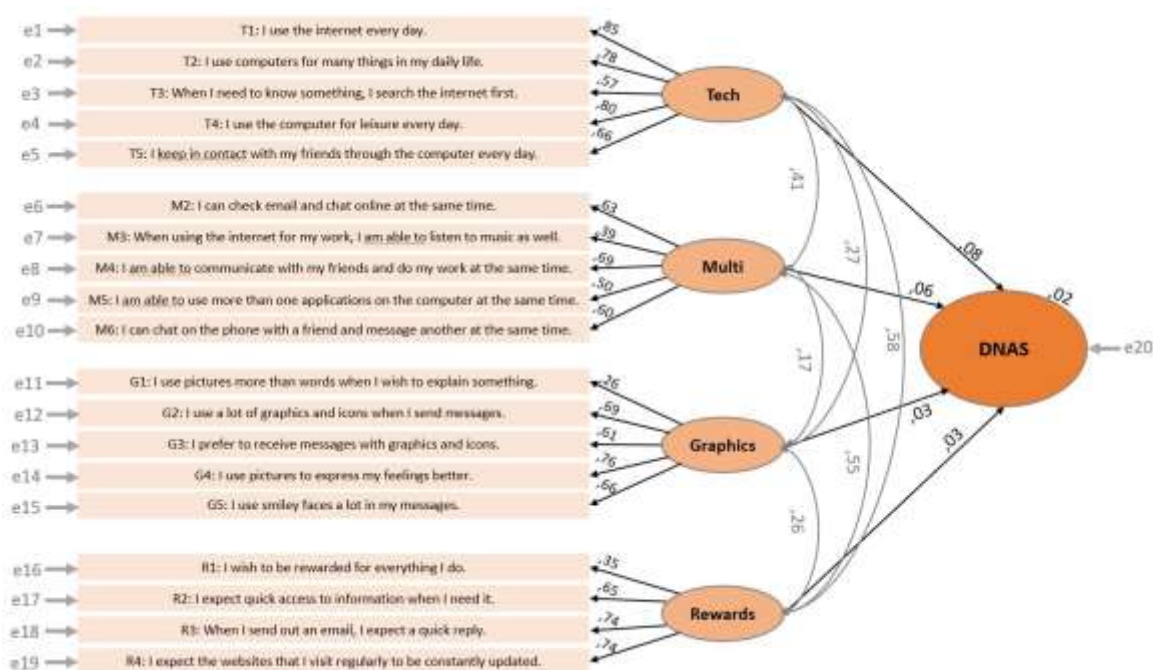 e1
T1: I use the internet every day.
,85
e2
T2: I use computers for many things in my daily life.
,78
e3
T3: When I need to know something, I search the internet first.
,57
Tech
e4
T4: I use the computer for leisure every day.
,80
e5
T5: I keep in contact with my friends through the computer every day.
,66
,41
e6
M2: I can check email and chat online at the same time.
,63
e7
M3: When using the internet for my work, I am able to listen to music as well.
,39
,27
,08
e8
M4: I am able to communicate with my friends and do my work at the same time.
,69
Multi
e9
M5: I am able to use more than one applications on the computer at the same time.
,50
,06
,02
e10
M6: I can chat on the phone with a friend and message another at the same time.
,60
,17
,58
DNAS
e20
e11
G1: I use pictures more than words when I wish to explain something.
,26
e12
G2: I use a lot of graphics and icons when I send messages.
,69
,03
e13
G3: I prefer to receive messages with graphics and icons.
,61
Graphics
,03
e14
G4: I use pictures to express my feelings better.
,76
,55
e15
G5: I use smiley faces a lot in my messages.
,66
,26
e16
R1: I wish to be rewarded for everything I do.
,35
e17
R2: I expect quick access to information when I need it.
,65
Rewards
e18
R3: When I send out an email, I expect a quick reply.
,74
e19
R4: I expect the websites that I visit regularly to be constantly updated.
,74